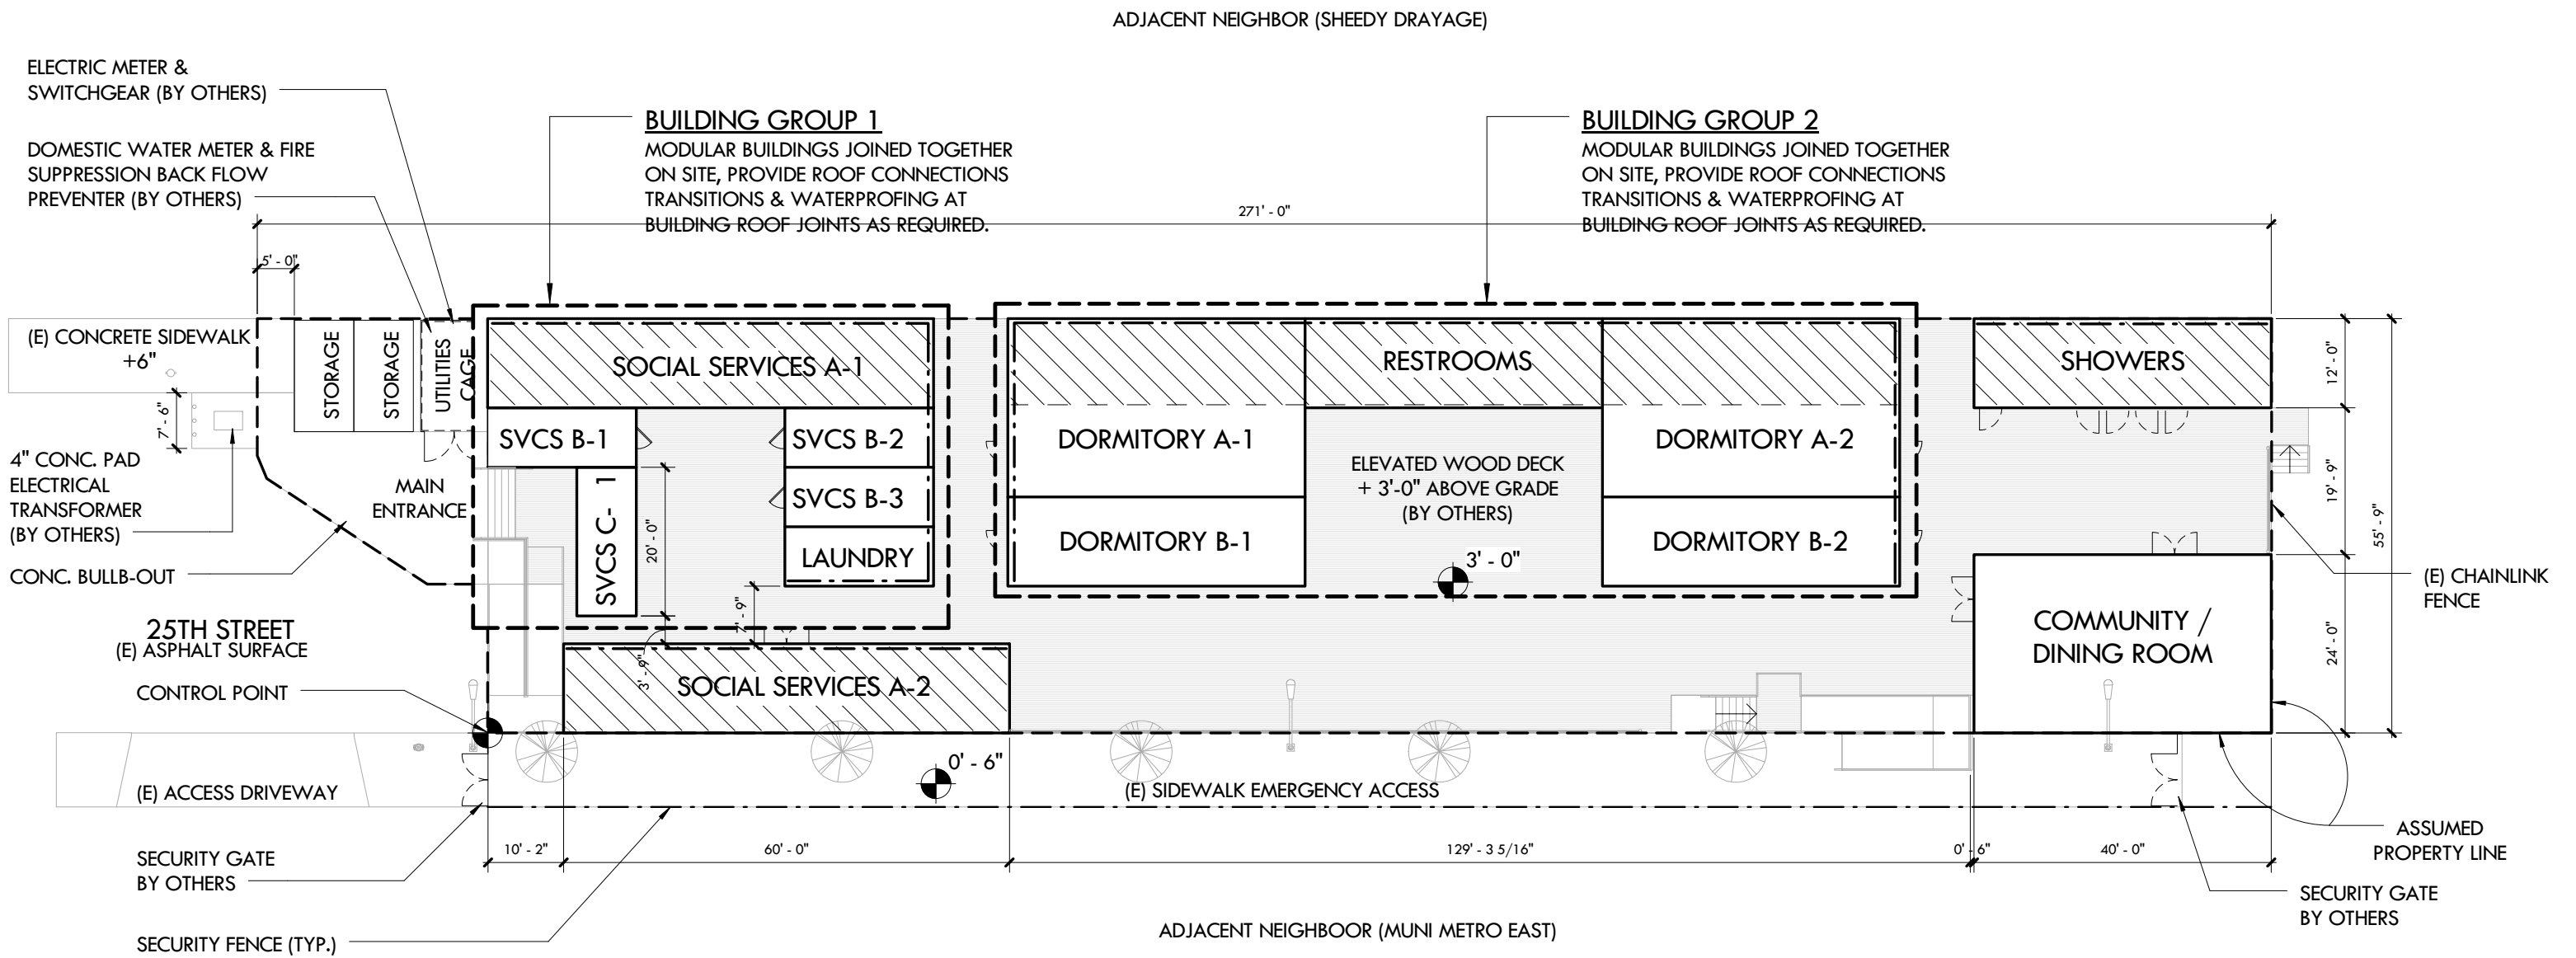 ADJACENT NEIGHBOR (SHEEDY DRAYAGE)
ELECTRIC METER &
SWITCHGEAR (BY OTHERS)
DOMESTIC WATER METER & FIRE
SUPPRESSION BACK FLOW
PREVENTER (BY OTHERS)
BUILDING GROUP 1
MODULAR BUILDINGS JOINED TOGETHER
ON SITE, PROVIDE ROOF CONNECTIONS
TRANSITIONS & WATERPROFING AT
BUILDING ROOF JOINTS AS REQUIRED.
BUILDING GROUP 2
MODULAR BUILDINGS JOINED TOGETHER
ON SITE, PROVIDE ROOF CONNECTIONS
TRANSITIONS & WATERPROFING AT
BUILDING ROOF JOINTS AS REQUIRED.
271' - 0"
5' - 0"
(E) CONCRETE SIDEWALK
+6"
7' - 6"
STORAGE
STORAGE
UTILITIES
CAGE
SOCIAL SERVICES A-1
RESTROOMS
SHOWERS
12' - 0"
SVCS B-1
SVCS B-2
DORMITORY A-1
DORMITORY A-2
4" CONC. PAD
ELECTRICAL
TRANSFORMER
(BY OTHERS)
MAIN
ENTRANCE
SVCS C- 1
20' - 0"
SVCS B-3
LAUNDRY
ELEVATED WOOD DECK
+ 3'-0" ABOVE GRADE
(BY OTHERS)
DORMITORY B-1
DORMITORY B-2
3' - 0"
19' - 9"
55' - 9"
CONC. BULLB-OUT
(E) CHAINLINK
FENCE
7' - 9"
3' - 9"
25TH STREET
(E) ASPHALT SURFACE
COMMUNITY /
DINING ROOM
24' - 0"
CONTROL POINT
SOCIAL SERVICES A-2
0' - 6"
(E) ACCESS DRIVEWAY
(E) SIDEWALK EMERGENCY ACCESS
ASSUMED
PROPERTY LINE
10' - 2"
60' - 0"
129' - 3 5/16"
0' - 6"
40' - 0"
SECURITY GATE
BY OTHERS
SECURITY GATE
BY OTHERS
SECURITY FENCE (TYP.)
ADJACENT NEIGHBOOR (MUNI METRO EAST)